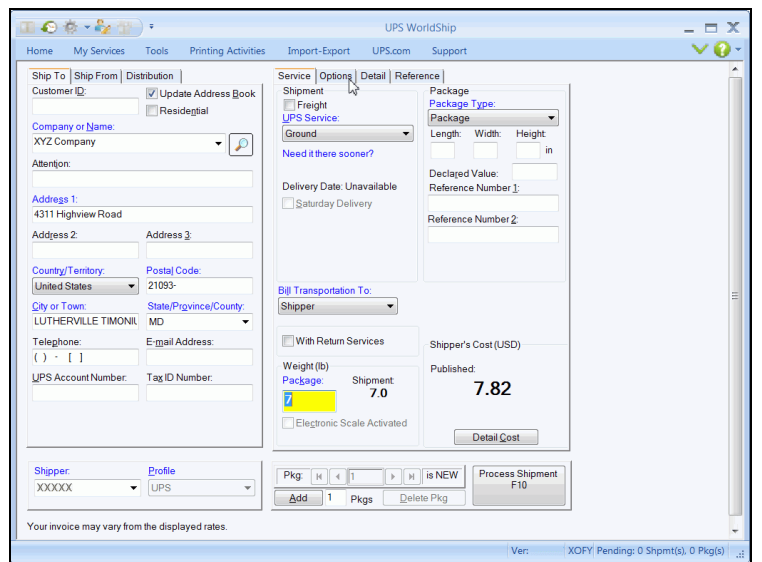 UPS WorldShip
Home My Services Tools Printing Activities Import-Export UPS.com Support
Ship To Ship From Distribution
Customer ID:
Update Address Book
Residential
Company or Name:
XYZ Company
Attention:
Address 1:
4311 Highview Road
Address 2: Address 3:
Country/Territory: Postal Code:
United States 21093-
City or Town: State/Province/County:
LUTHERVILLE TIMONIU MD
Telephone: E-mail Address:
( ) - [ ]
UPS Account Number: Tax ID Number:
Shipper: Profile
XXXXX UPS
Your invoice may vary from the displayed rates.
Service Options Detail Reference
Shipment
Freight
UPS Service:
Ground
Need it there sooner?
Delivery Date: Unavailable
Saturday Delivery
Bill Transportation To:
Shipper
With Return Services
Weight (lb)
Package: Shipment:
7 7.0
Electronic Scale Activated
Package
Package Type:
Package
Length: Width: Height:
in
Declared Value:
Reference Number 1:
Reference Number 2:
Shipper's Cost (USD)
Published:
7.82
Detail Cost
Pkg: 1 is NEW
Add 1 Pkgs Delete Pkg
Process Shipment
F10
Ver: XOFY Pending: 0 Shpmt(s), 0 Pkg(s)